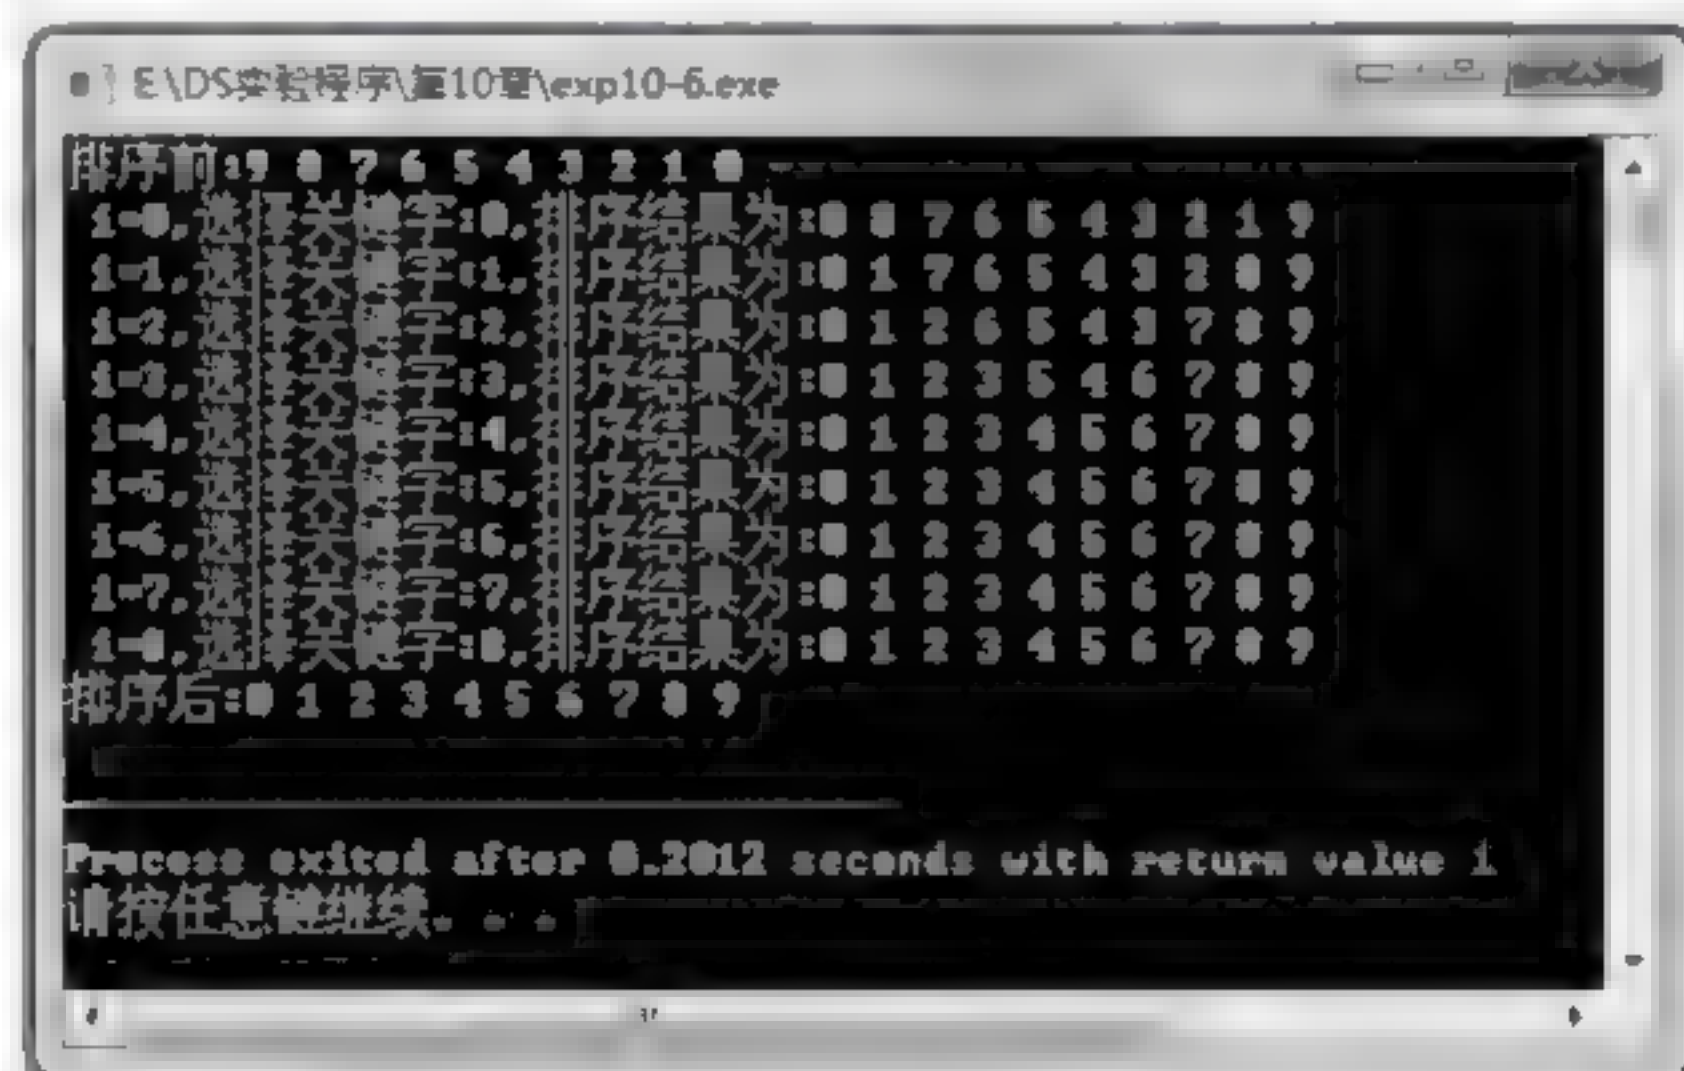 E\DS实验程序\第10章\exp10-6.exe
排序前:9 8 7 6 5 4 3 2 1 0
i=0,选择关键字:0,排序结果为:0 8 7 6 5 4 3 2 1 9
i=1,选择关键字:1,排序结果为:0 1 7 6 5 4 3 2 8 9
i=2,选择关键字:2,排序结果为:0 1 2 6 5 4 3 7 8 9
i=3,选择关键字:3,排序结果为:0 1 2 3 5 4 6 7 8 9
i=4,选择关键字:4,排序结果为:0 1 2 3 4 5 6 7 8 9
i=5,选择关键字:5,排序结果为:0 1 2 3 4 5 6 7 8 9
i=6,选择关键字:6,排序结果为:0 1 2 3 4 5 6 7 8 9
i=7,选择关键字:7,排序结果为:0 1 2 3 4 5 6 7 8 9
i=8,选择关键字:8,排序结果为:0 1 2 3 4 5 6 7 8 9
排序后:0 1 2 3 4 5 6 7 8 9
Process exited after 0.2012 seconds with return value 1
请按任意键继续. . .